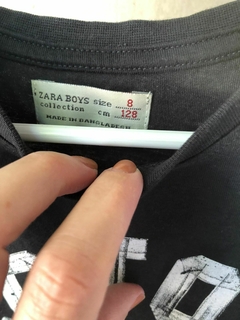 ZARA BOYS size 8
collection cm 128
MADE IN BANGLADESH